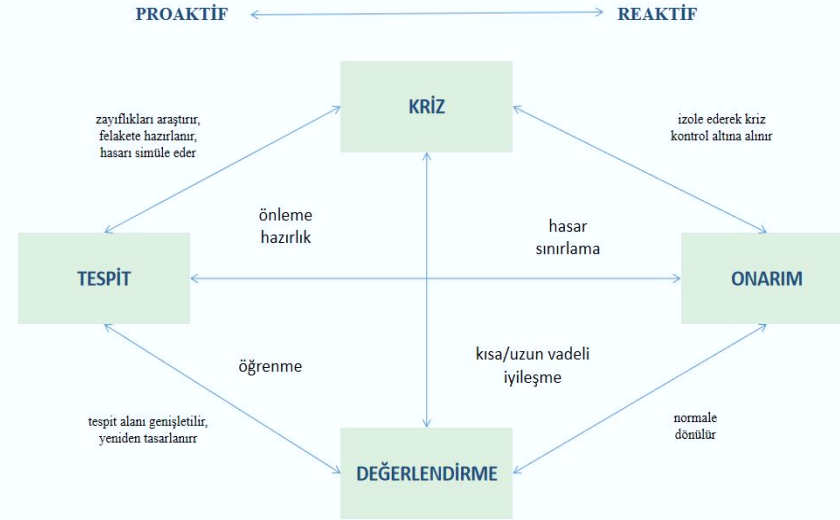 PROAKTİF
REAKTİF
KRİZ
zayıflıkları araştırır,
felakete hazırlanır,
hasarı simüle eder
izole ederek kriz
kontrol altına alınır
önleme
hazırlık
hasar
sınırlama
TESPİT
ONARIM
öğrenme
kısa/uzun vadeli
iyileşme
tespit alanı genişletilir,
yeniden tasarlanırr
normale
dönülür
DEĞERLENDİRME